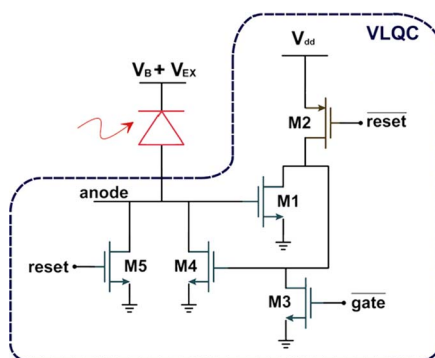 VLQC
V_dd
V_B + V_EX
M2
reset
anode
M1
reset
M5
M4
M3
gate